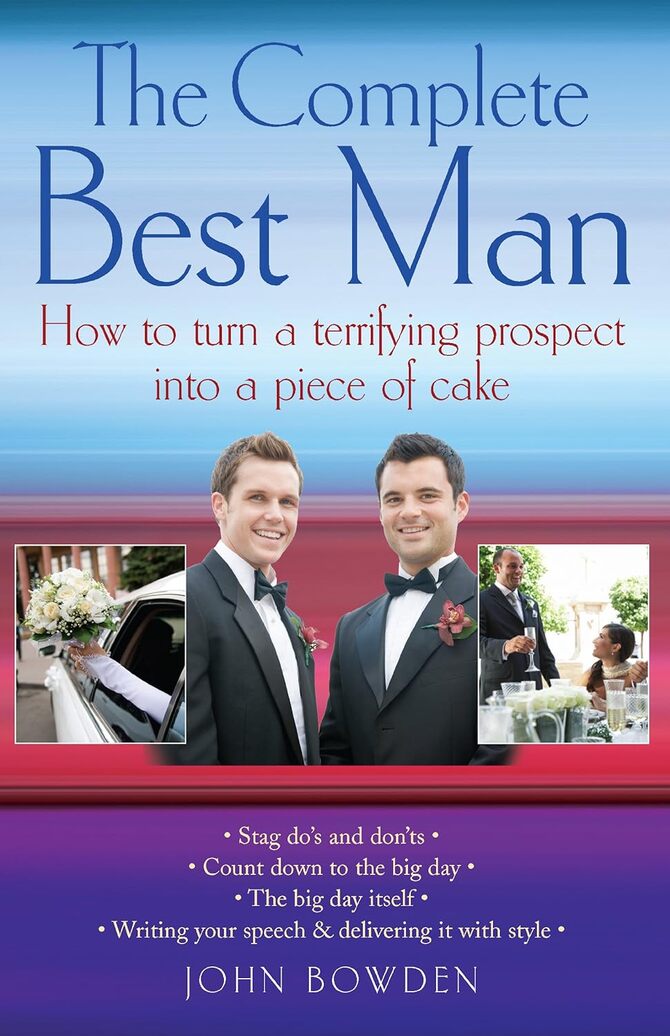 The Complete
Best Man
How to turn a terrifying prospect
into a piece of cake
• Stag do's and don'ts •
• Count down to the big day •
• The big day itself •
• Writing your speech & delivering it with style •
JOHN BOWDEN